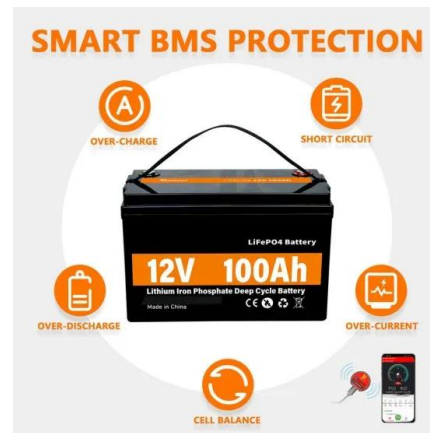 SMART BMS PROTECTION
A
OVER-CHARGE
SHORT CIRCUIT
LiFePO4 Battery
12V 100Ah
Lithium Iron Phosphate Deep Cycle Battery
Made in China
CE
OVER-DISCHARGE
OVER-CURRENT
CELL BALANCE